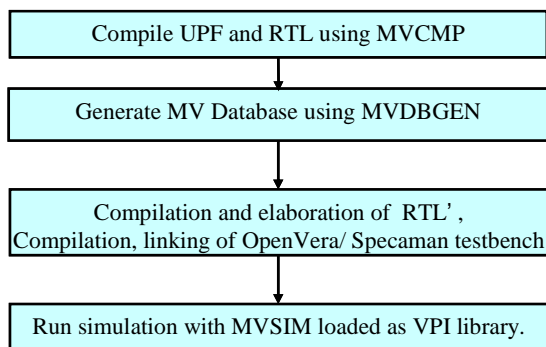 Compile UPF and RTL using MVCMP
Generate MV Database using MVDBGEN
Compilation and elaboration of RTL' ,
Compilation, linking of OpenVera/ Specaman testbench
Run simulation with MVSIM loaded as VPI library.